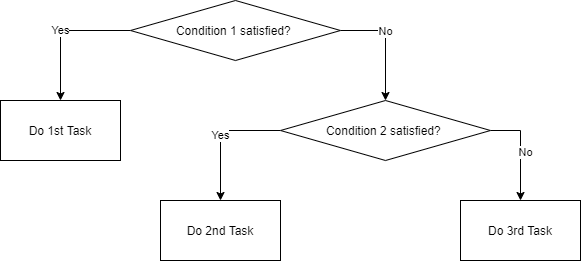 Condition 1 satisfied?
Yes
No
Do 1st Task
Condition 2 satisfied?
Yes
No
Do 2nd Task
Do 3rd Task